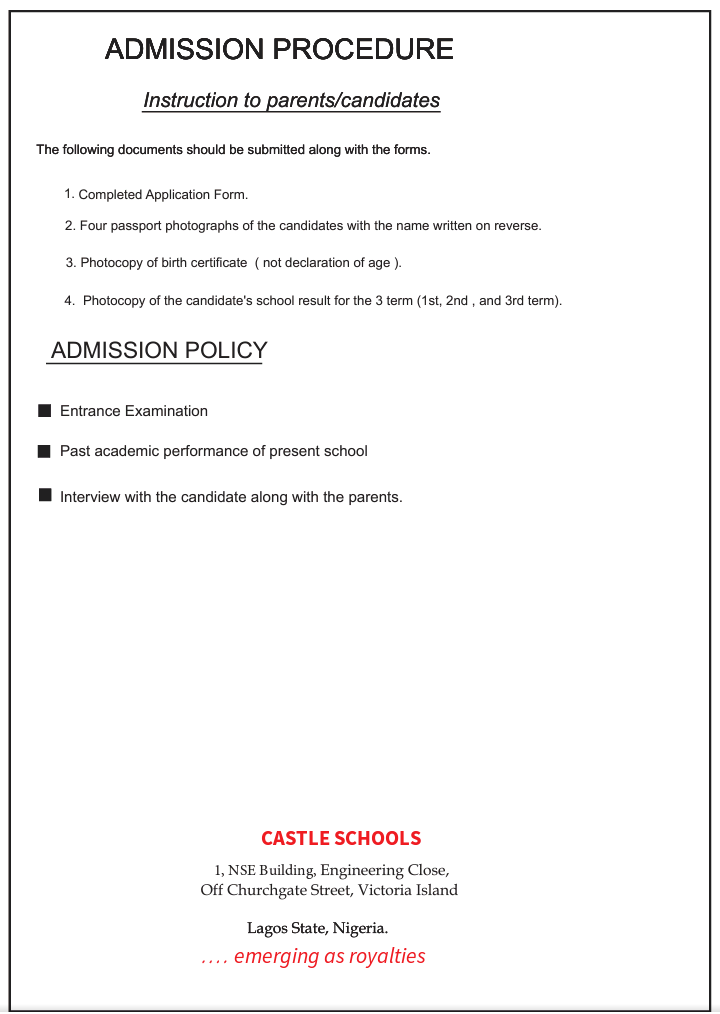 ADMISSION PROCEDURE
Instruction to parents/candidates
The following documents should be submitted along with the forms.
1. Completed Application Form.
2. Four passport photographs of the candidates with the name written on reverse.
3. Photocopy of birth certificate ( not declaration of age ).
4. Photocopy of the candidate's school result for the 3 term (1st, 2nd , and 3rd term).
ADMISSION POLICY
■ Entrance Examination
■ Past academic performance of present school
■ Interview with the candidate along with the parents.
CASTLE SCHOOLS
1, NSE Building, Engineering Close,
Off Churchgate Street, Victoria Island
Lagos State, Nigeria.
.... emerging as royalties